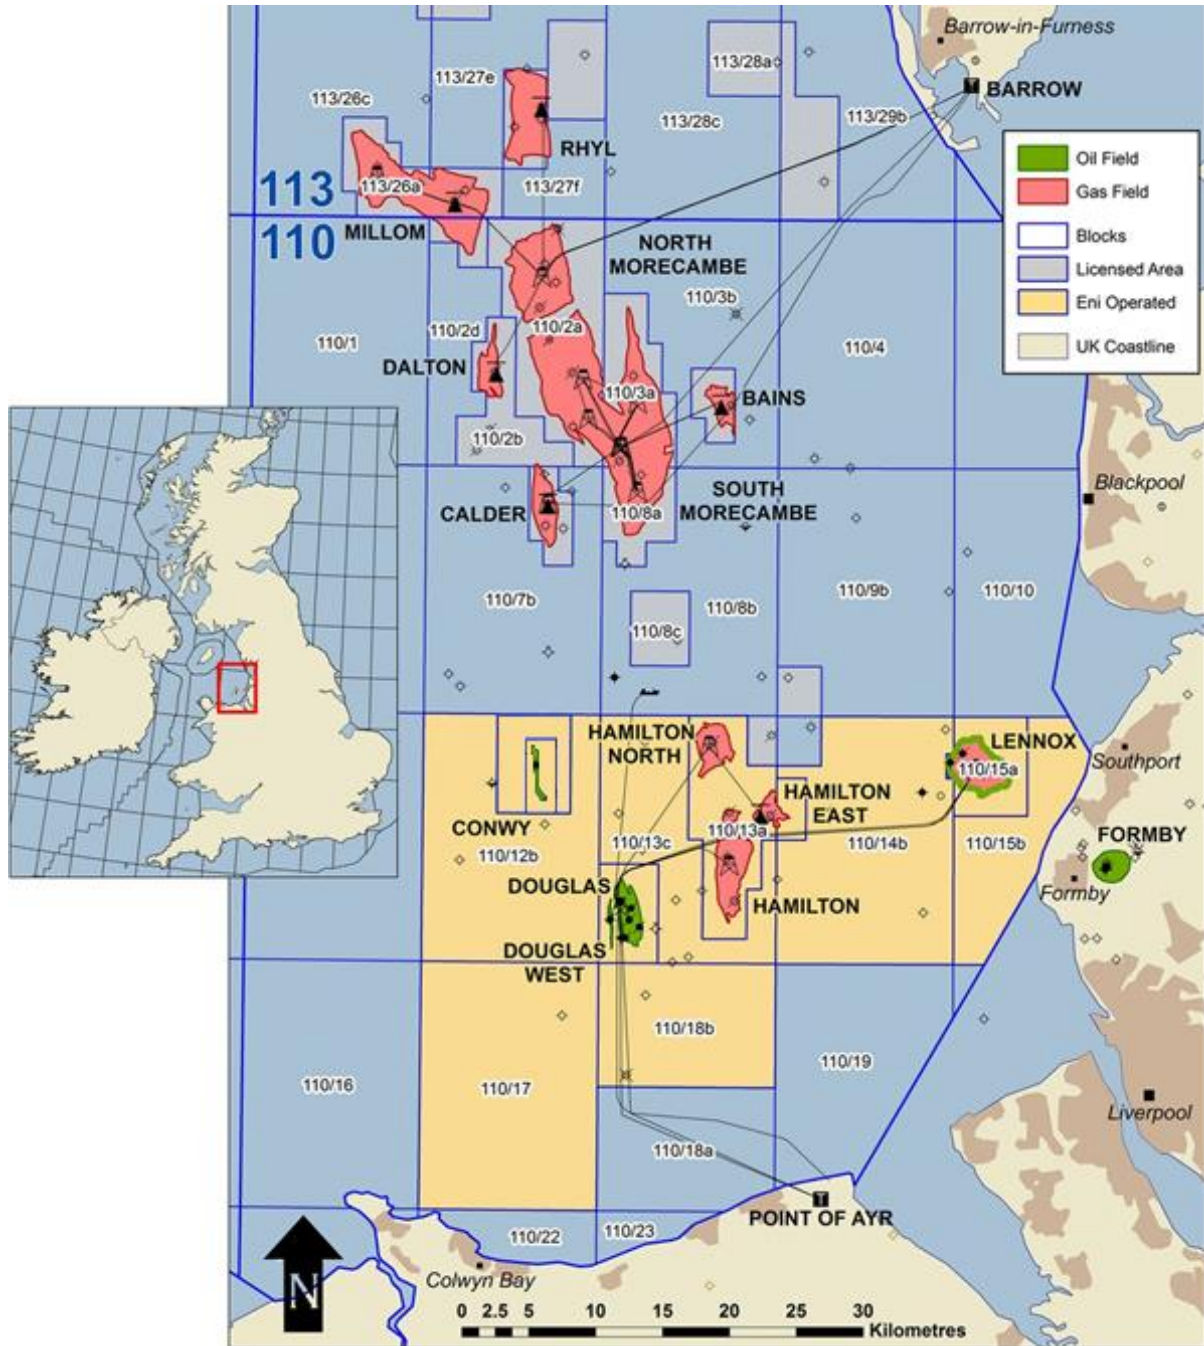 Barrow-in-Furness
113/28a
113/27e
BARROW
113/26c
113/28c
113/29b
RHYL
Oil Field
Gas Field
113
113/26a
113/27f
MILLOM
110
NORTH
MORECAMBE
Blocks
Licensed Area
Eni Operated
UK Coastline
110/3b
110/1
110/2d
110/2a
110/4
DALTON
110/3a
BAINS
110/2b
Blackpool
CALDER
110/8a
SOUTH
MORECAMBE
110/7b
110/8b
110/9b
110/10
110/8c
HAMILTON
NORTH
LENNOX
110/15a
Southport
HAMILTON
EAST
CONWY
110/13c
110/13a
110/14b
110/15b
FORMBY
110/12b
DOUGLAS
Formby
HAMILTON
DOUGLAS
WEST
110/18b
110/16
110/17
110/19
Liverpool
110/18a
T
POINT OF AYR
110/22
110/23
N
Colwyn Bay
0 2.5 5 10 15 20 25 30
Kilometres